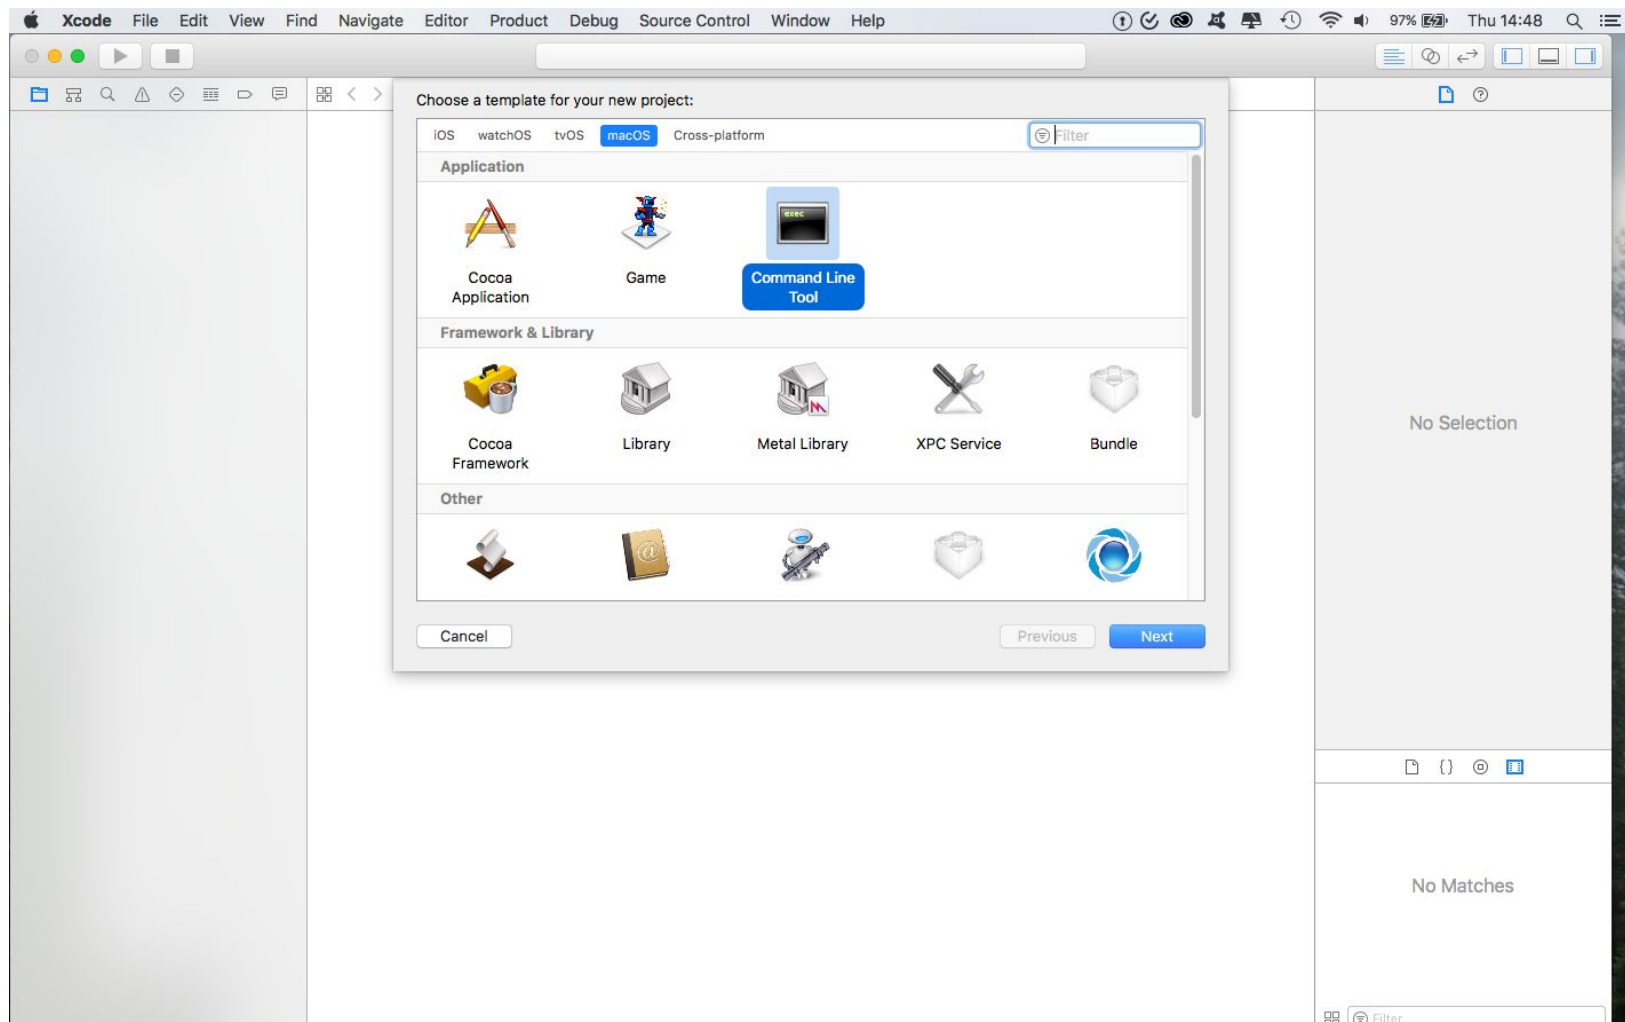 Xcode File Edit View Find Navigate Editor Product Debug Source Control Window Help 97% Thu 14:48
Choose a template for your new project:
iOS watchOS tvOS macOS Cross-platform Filter
Application
exec
Cocoa Application
Game
Command Line Tool
Framework & Library
Cocoa Framework
Library
Metal Library
XPC Service
Bundle
Other
Cancel Previous Next
No Selection
{}
No Matches
Filter